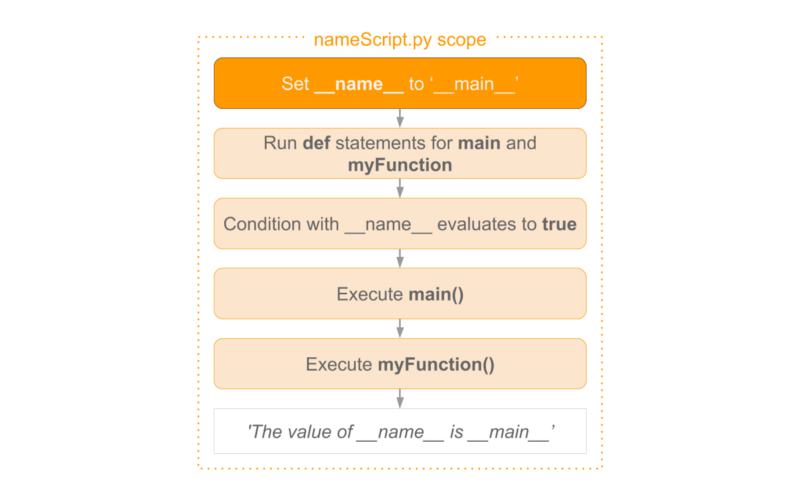 nameScript.py scope
Set __name__ to ‘__main__’
Run def statements for main and
myFunction
Condition with __name__ evaluates to true
Execute main()
Execute myFunction()
'The value of __name__ is __main__’